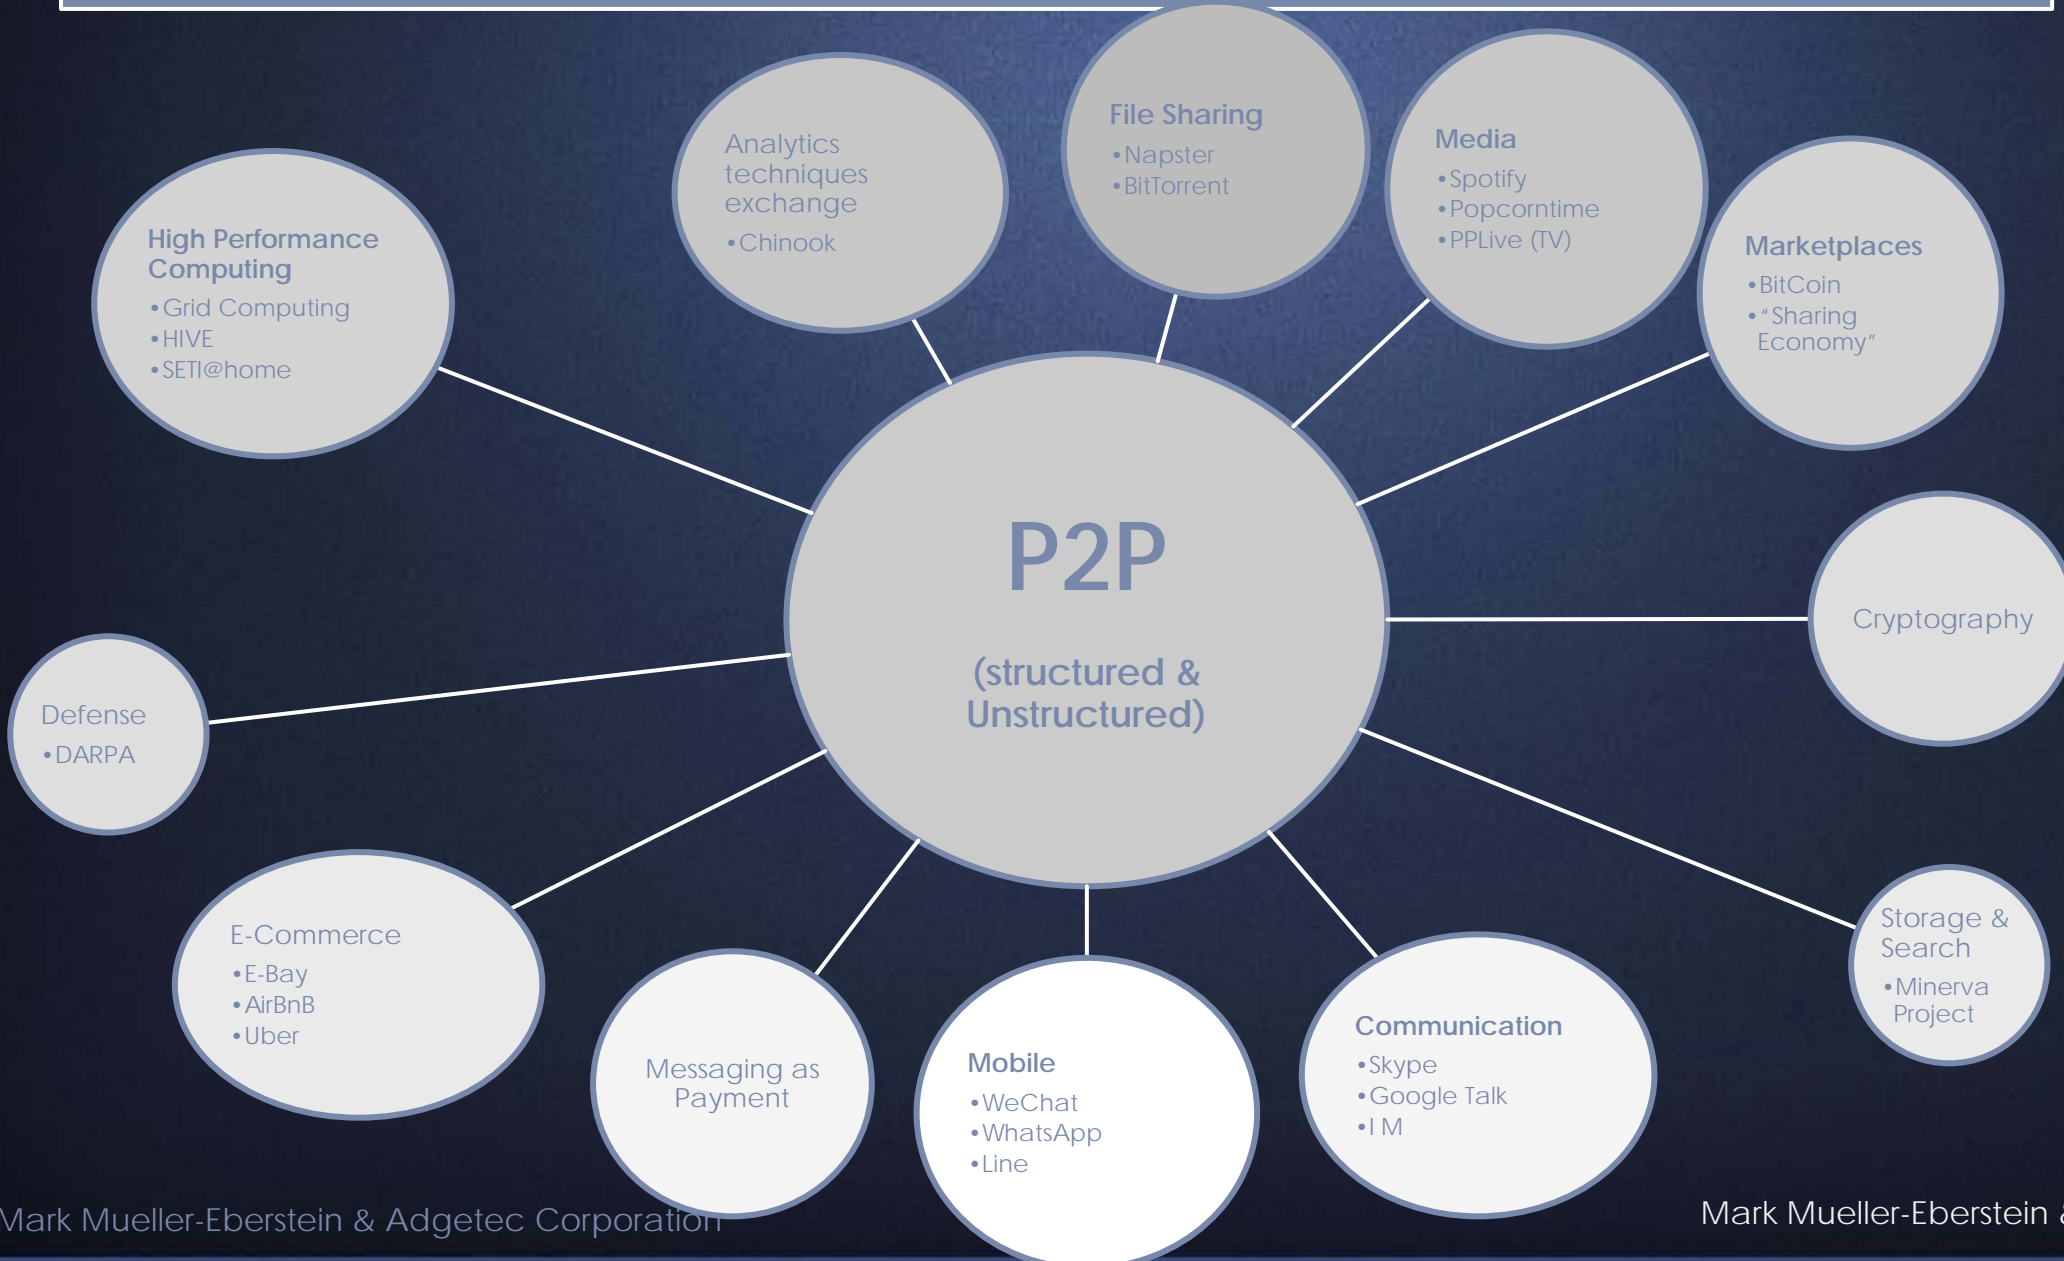 File Sharing
•Napster
•BitTorrent
Analytics
techniques
exchange
•Chinook
Media
•Spotify
•Popcorntime
•PPLive (TV)
High Performance
Computing
•Grid Computing
•HIVE
•SETI@home
Marketplaces
•BitCoin
•“Sharing
Economy”
P2P
(structured &
Unstructured)
Cryptography
Defense
•DARPA
Storage &
Search
•Minerva
Project
E-Commerce
•E-Bay
•AirBnB
•Uber
Messaging as
Payment
Mobile
•WeChat
•WhatsApp
•Line
Communication
•Skype
•Google Talk
•I M
Mark Mueller-Eberstein & Adgetec Corporation
Mark Mueller-Eberstein &